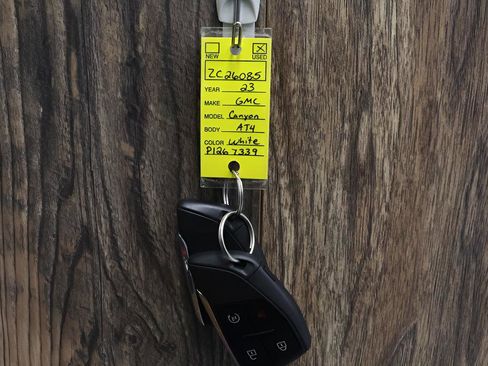 NEW USED
ZC26085
YEAR 23
MAKE GMC
MODEL Canyon
BODY AT4
COLOR White
P126 7339